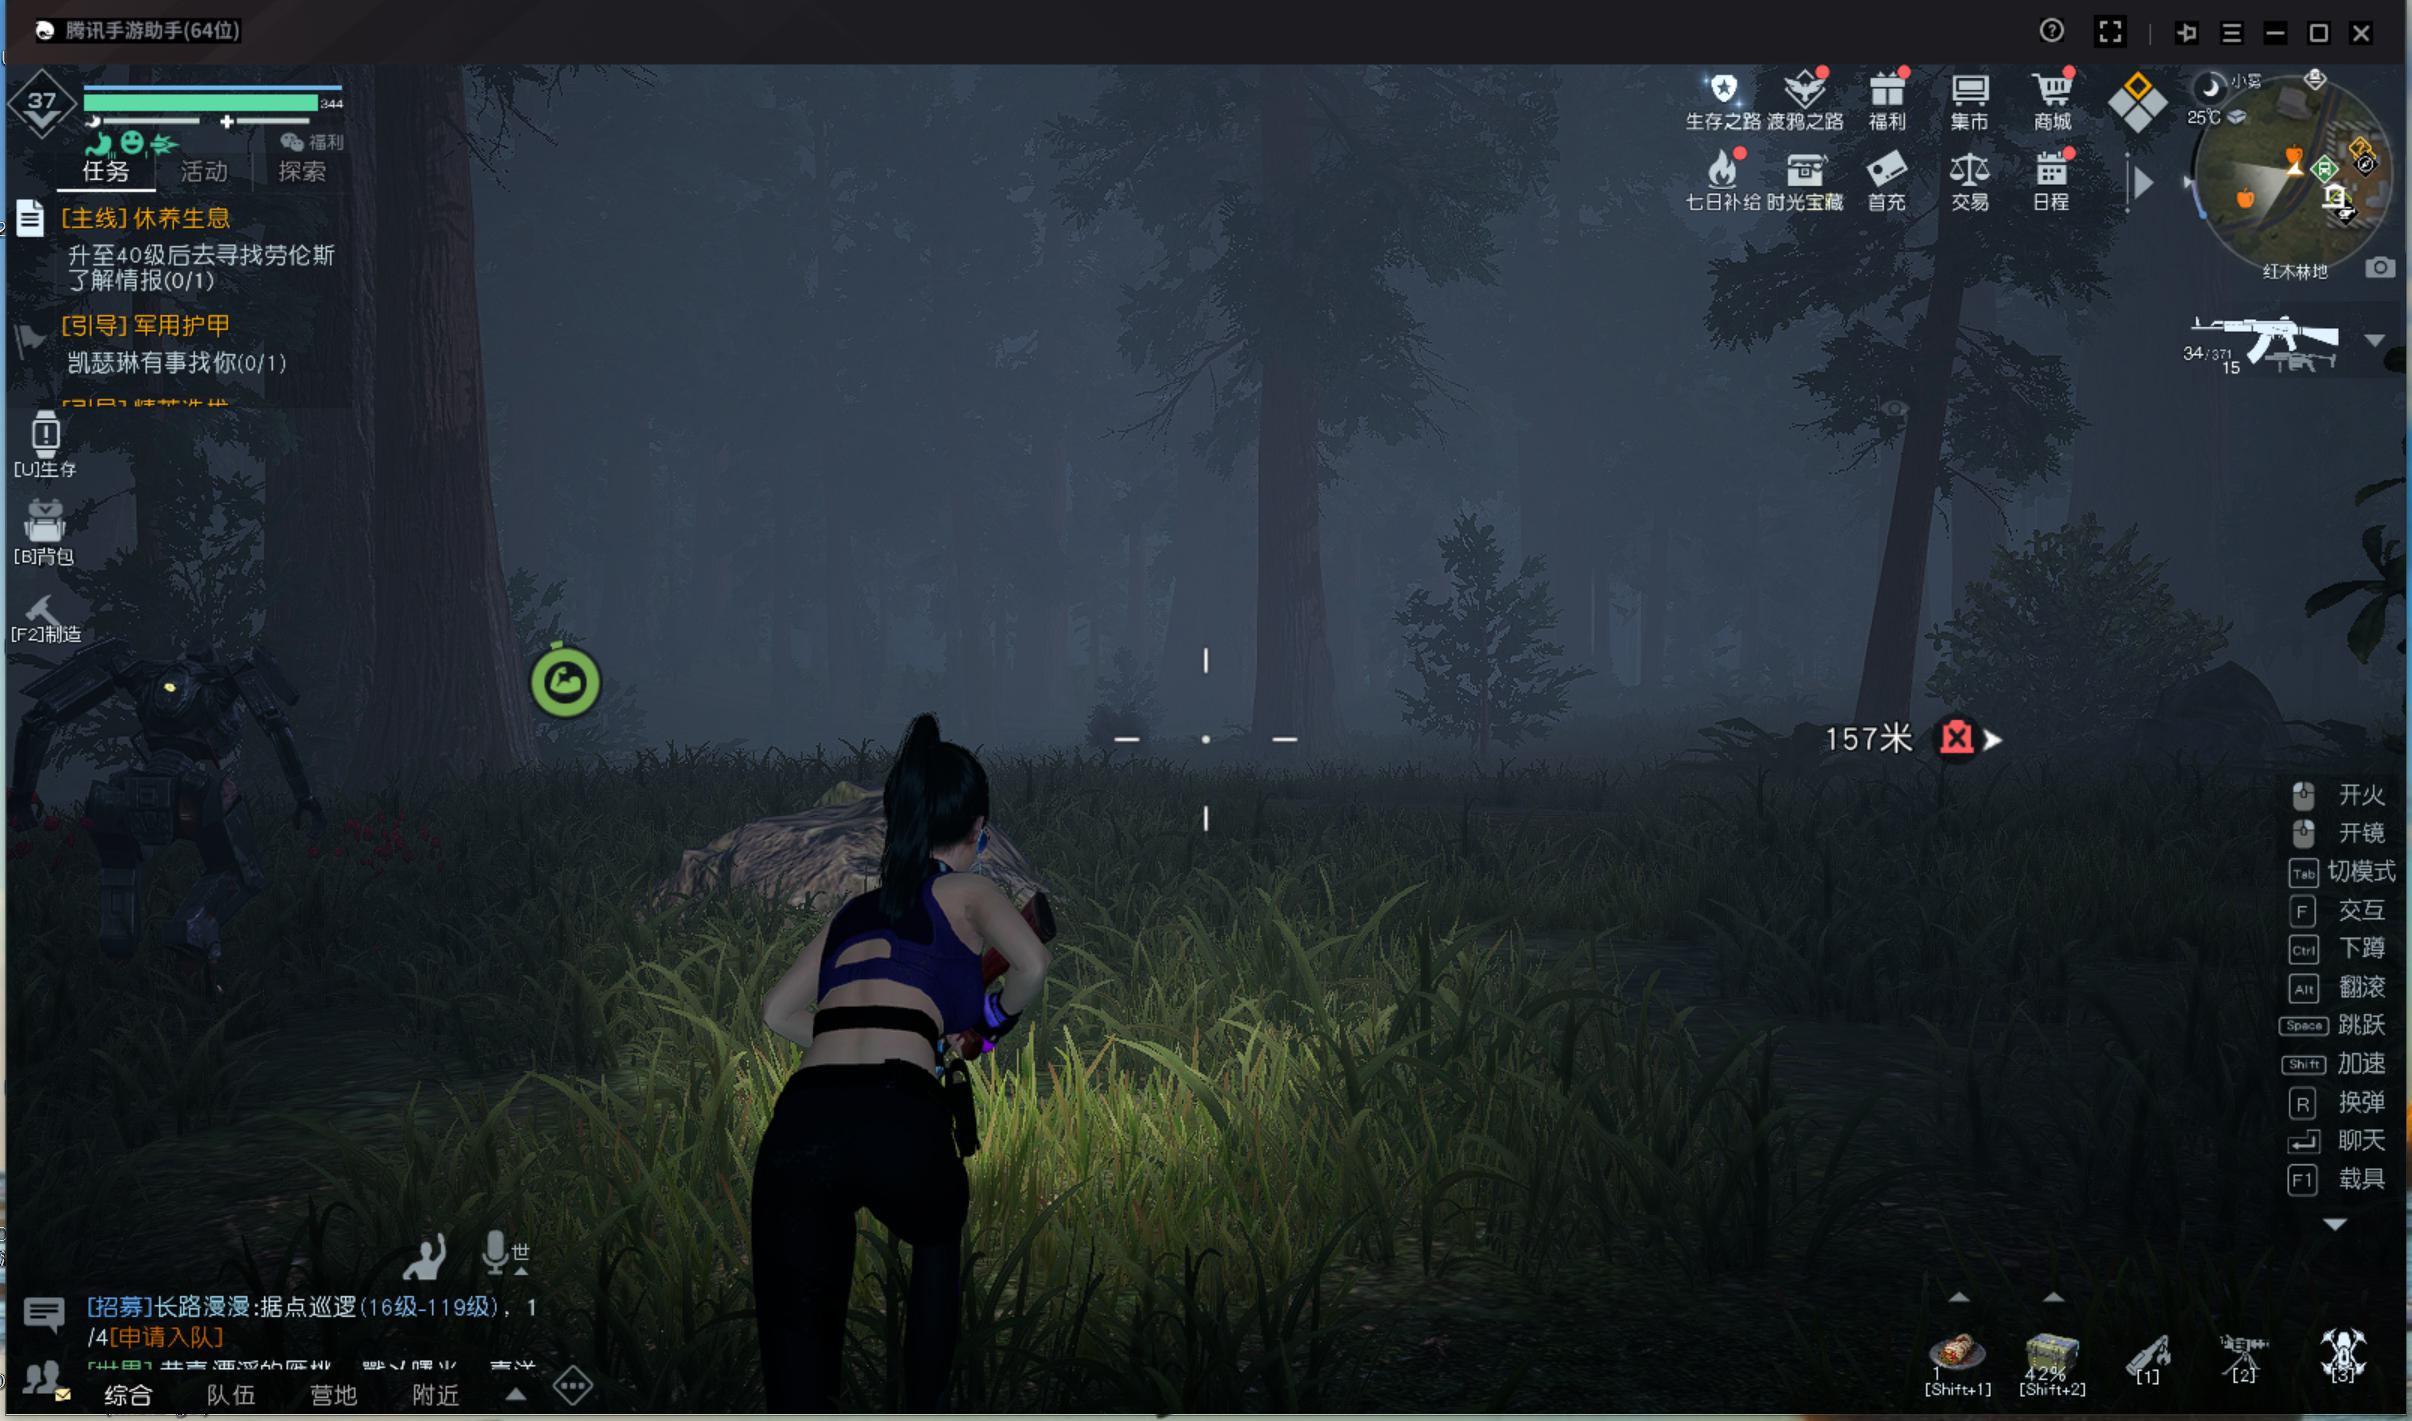 腾讯手游助手(64位)
37
344
福利
任务 活动 探索
[主线] 休养生息
升至40级后去寻找劳伦斯
了解情报(0/1)
[引导] 军用护甲
凯瑟琳有事找你(0/1)
[U]生存
[B]背包
[F2]制造
生存之路 渡鸦之路 福利 集市 商城
七日补给 时光宝藏 首充 交易 日程
小雾
25℃
红木林地
34/371
15
157米
开火
开镜
Tab 切模式
F 交互
Ctrl 下蹲
Alt 翻滚
Space 跳跃
Shift 加速
R 换弹
聊天
F1 载具
世
[招募]长路漫漫:据点巡逻(16级-119级)，1
/4[申请入队]
综合 队伍 营地 附近
1 42%
[Shift+1] [Shift+2] [1] [2] [3]